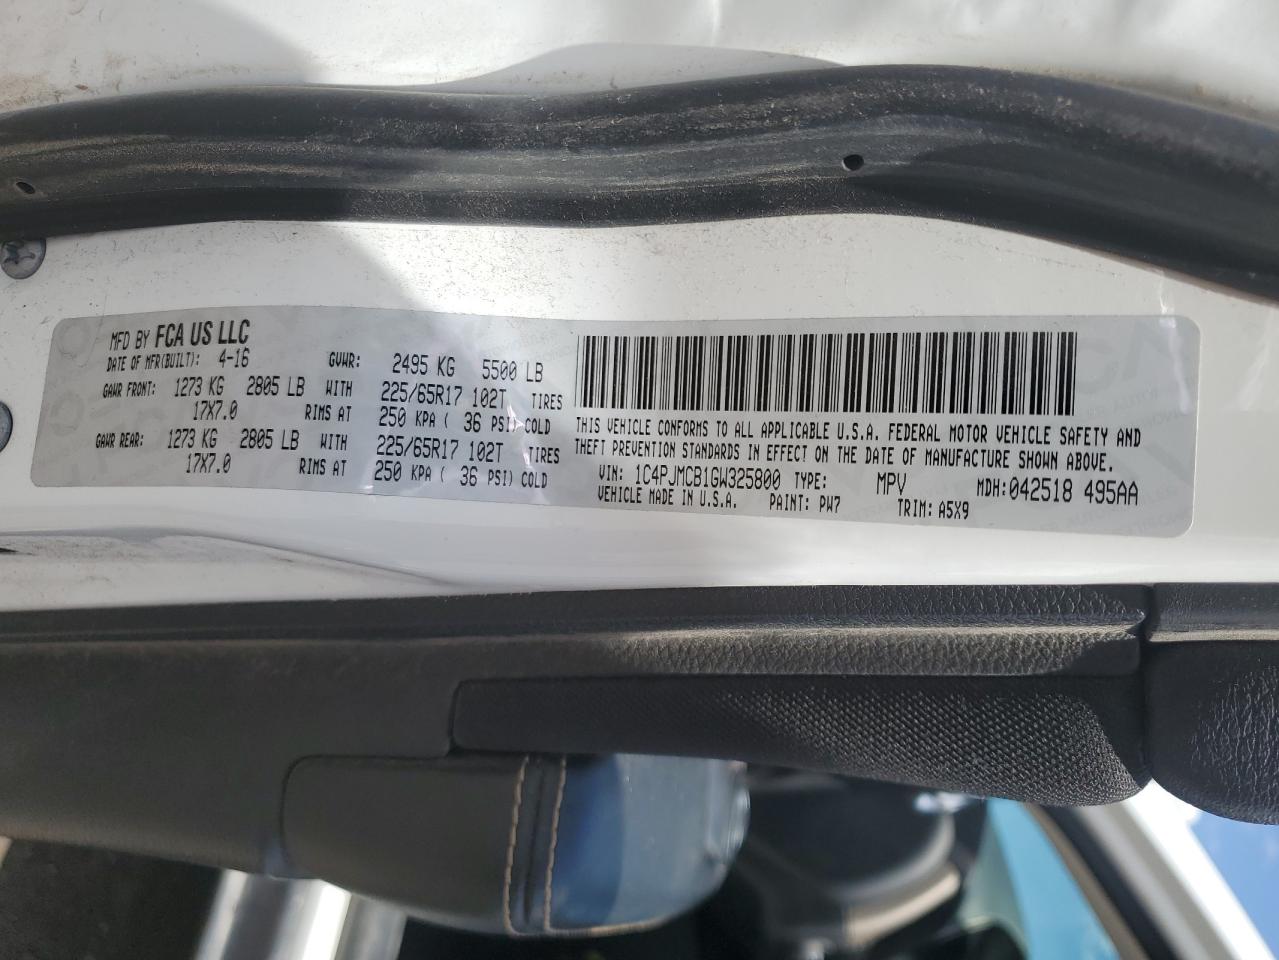 MFD BY FCA US LLC
DATE OF MFR(BUILT): 4-16 GVWR: 2495 KG 5500 LB
GAWR FRONT: 1273 KG 2805 LB WITH 225/65R17 102T TIRES
17X7.0 RIMS AT 250 KPA ( 36 PSI) COLD
GAWR REAR: 1273 KG 2805 LB WITH 225/65R17 102T TIRES
17X7.0 RIMS AT 250 KPA ( 36 PSI) COLD
THIS VEHICLE CONFORMS TO ALL APPLICABLE U.S.A. FEDERAL MOTOR VEHICLE SAFETY AND
THEFT PREVENTION STANDARDS IN EFFECT ON THE DATE OF MANUFACTURE SHOWN ABOVE.
VIN: 1C4PJMCB1GW325800 TYPE: MPV MDH:042518 495AA
VEHICLE MADE IN U.S.A. PAINT: PW7 TRIM: A5X9